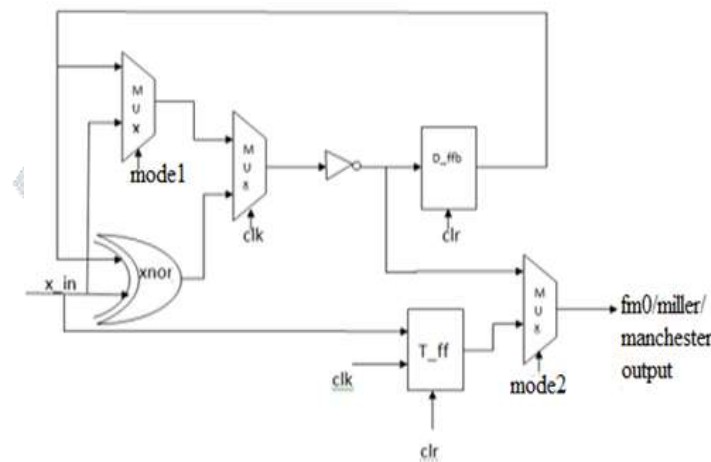 M
U
X
mode1
M
U
X
clk
D_ffb
clr
x_in
xnor
T_ff
clk
clr
M
U
X
mode2
fm0/miller/
manchester
output